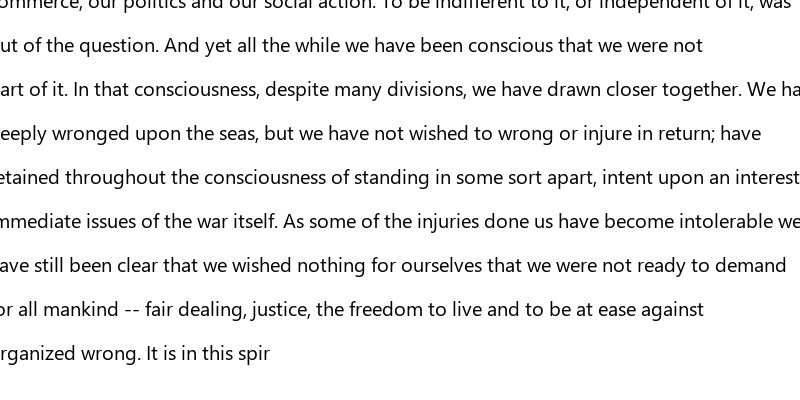 ommerce, our politics and our social action. To be indifferent to it, or independent of it, was
ut of the question. And yet all the while we have been conscious that we were not
art of it. In that consciousness, despite many divisions, we have drawn closer together. We ha
eeply wronged upon the seas, but we have not wished to wrong or injure in return; have
etained throughout the consciousness of standing in some sort apart, intent upon an interest
mmediate issues of the war itself. As some of the injuries done us have become intolerable we
ave still been clear that we wished nothing for ourselves that we were not ready to demand
or all mankind -- fair dealing, justice, the freedom to live and to be at ease against
rganized wrong. It is in this spir